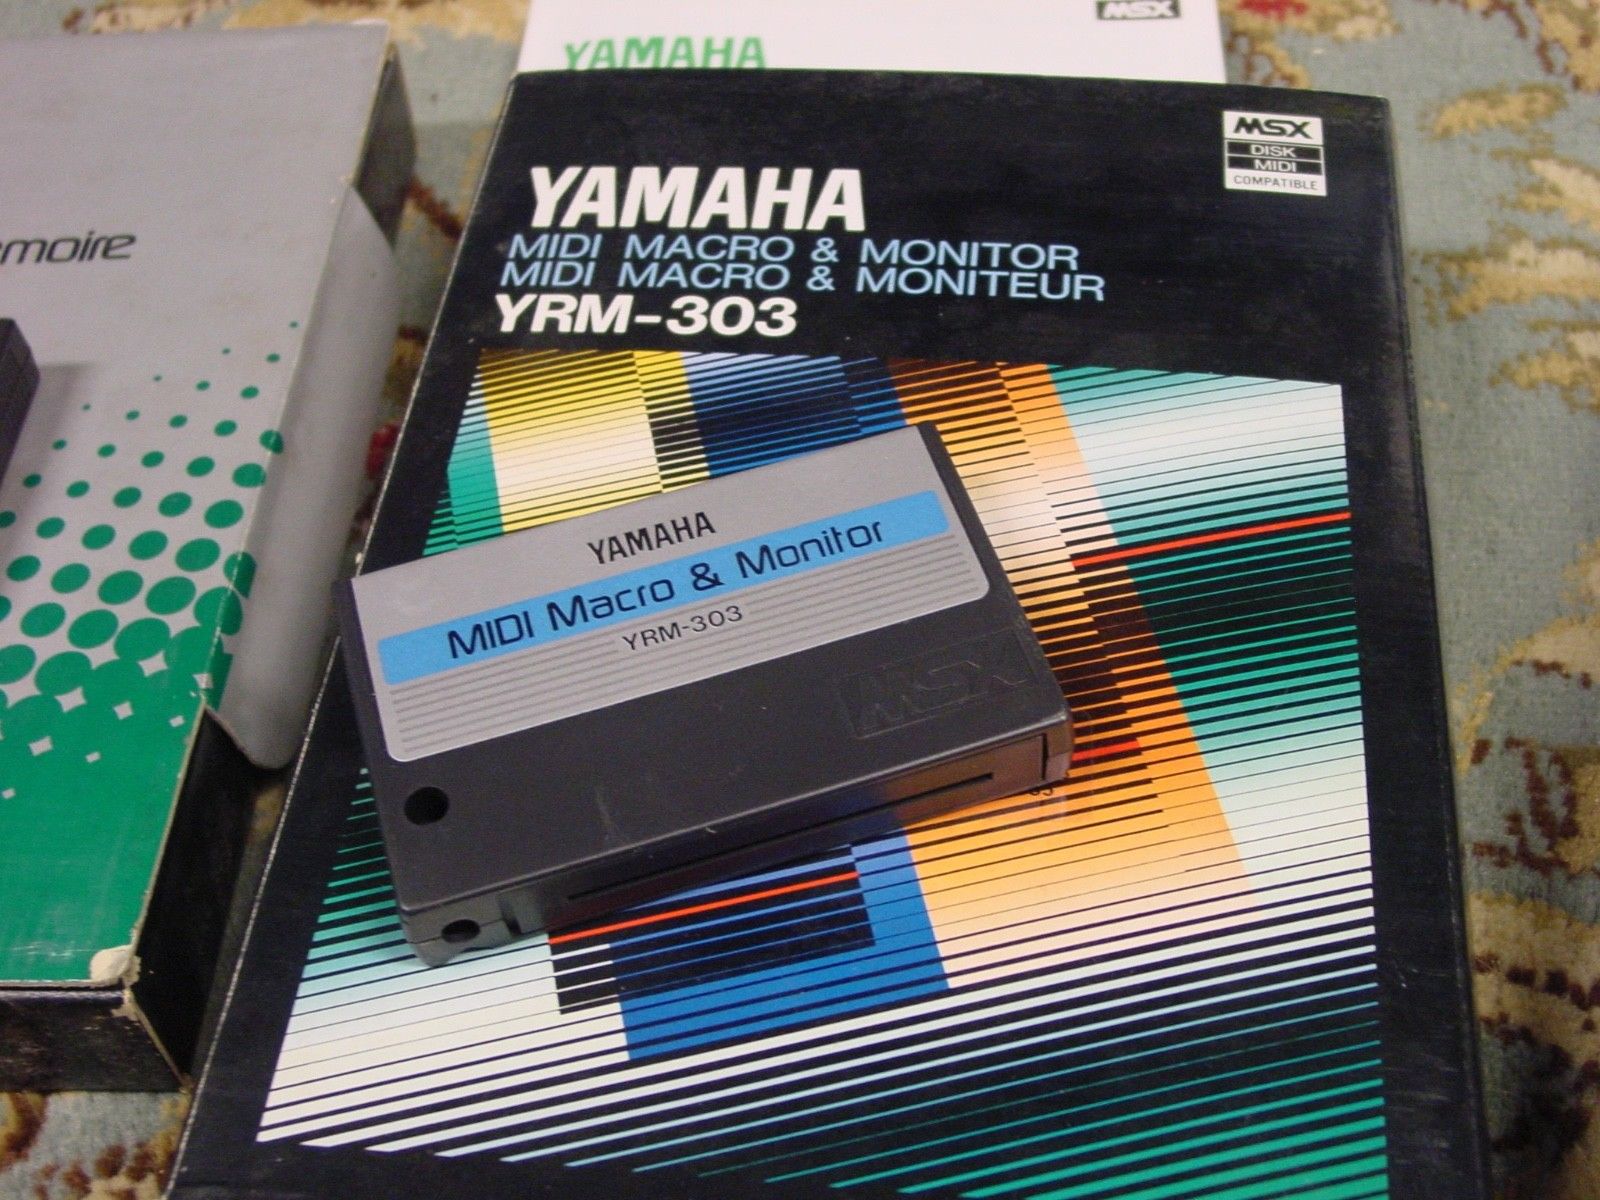 MSX
YAMAHA
MSX
DISK
MIDI
COMPATIBLE
YAMAHA
MIDI MACRO & MONITOR
MIDI MACRO & MONITEUR
YRM-303
moire
YAMAHA
MIDI Macro & Monitor
YRM-303
MSX